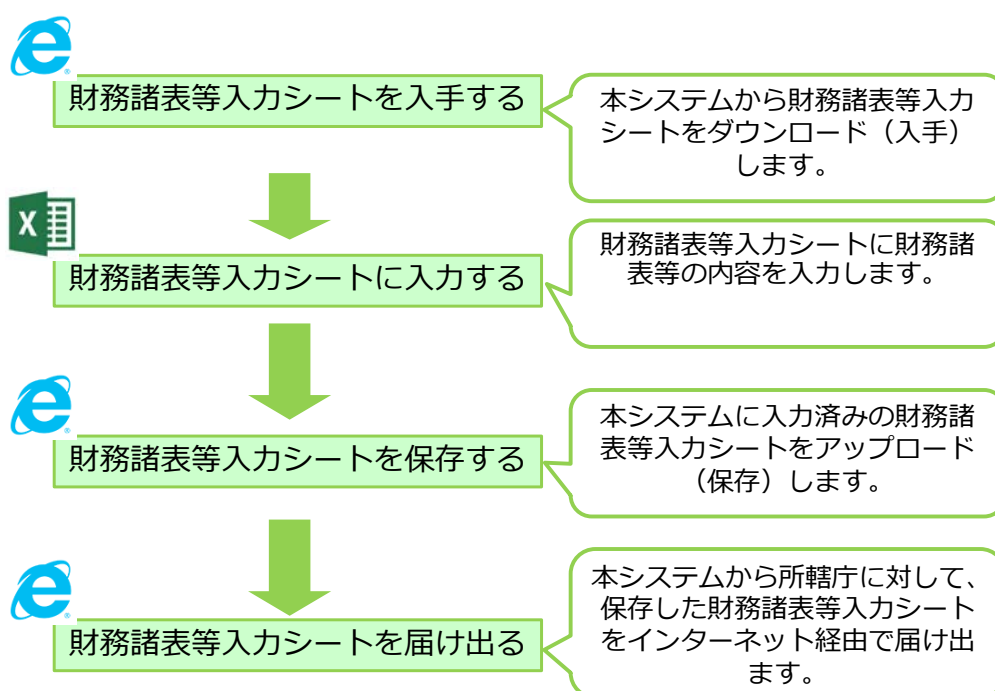 財務諸表等入力シートを入手する
本システムから財務諸表等入力
シートをダウンロード（入手）
します。
財務諸表等入力シートに入力する
財務諸表等入力シートに財務諸
表等の内容を入力します。
財務諸表等入力シートを保存する
本システムに入力済みの財務諸
表等入力シートをアップロード
（保存）します。
財務諸表等入力シートを届け出る
本システムから所轄庁に対して、
保存した財務諸表等入力シート
をインターネット経由で届け出
ます。